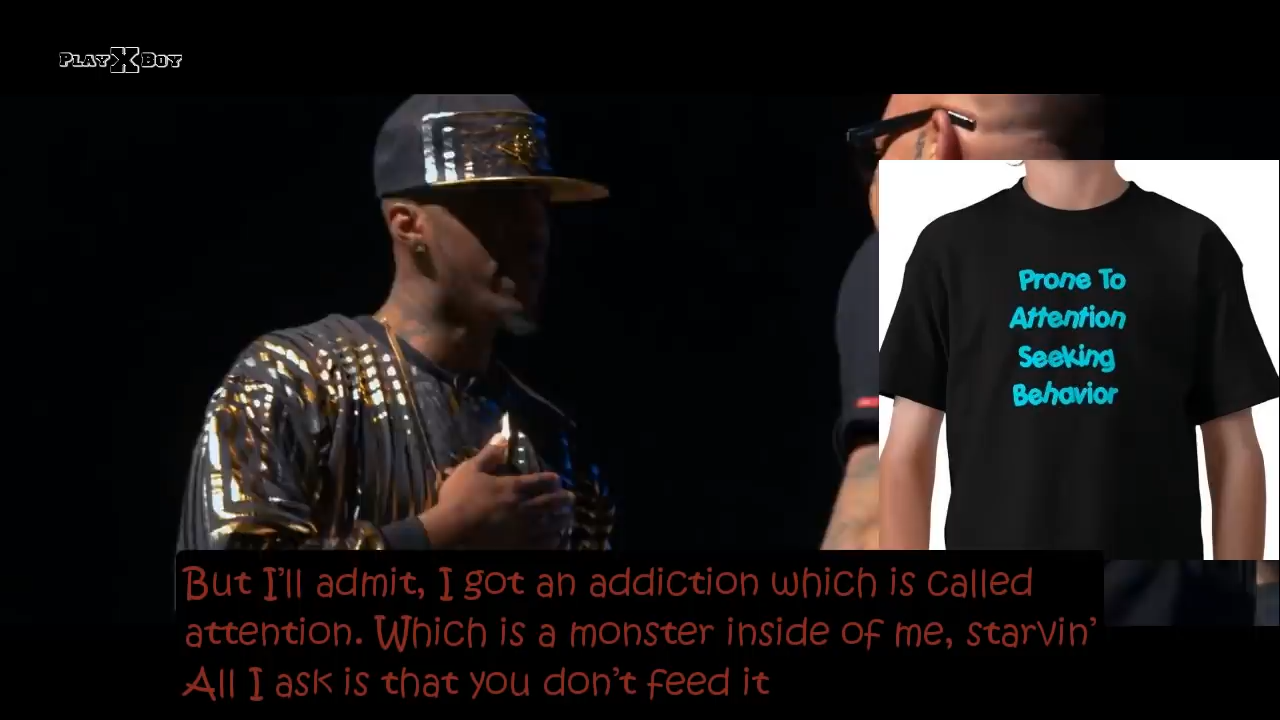 PLAY X BOY
Prone To
Attention
Seeking
Behavior
But I'll admit, I got an addiction which is called
attention. Which is a monster inside of me, starvin'
All I ask is that you don't feed it